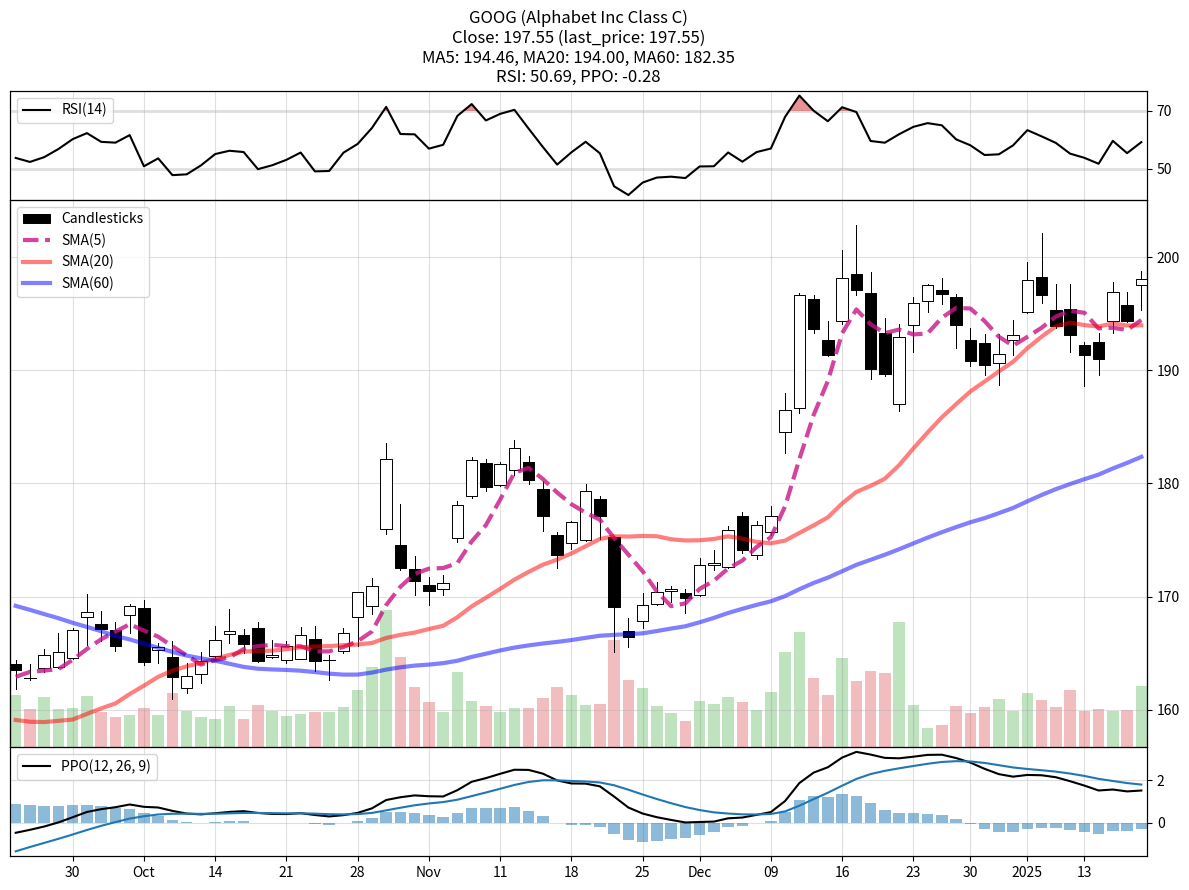 GOOG (Alphabet Inc Class C)
Close: 197.55 (last_price: 197.55)
MA5: 194.46, MA20: 194.00, MA60: 182.35
RSI: 50.69, PPO: -0.28
RSI(14)
70
50
Candlesticks
SMA(5)
SMA(20)
SMA(60)
200
190
180
170
160
PPO(12, 26, 9)
2
0
30 Oct 14 21 28 Nov 11 18 25 Dec 09 16 23 30 2025 13